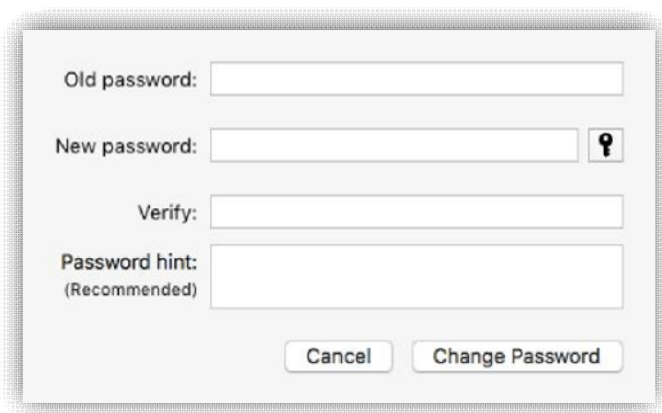 Old password:
New password:
Verify:
Password hint:
(Recommended)
Cancel Change Password